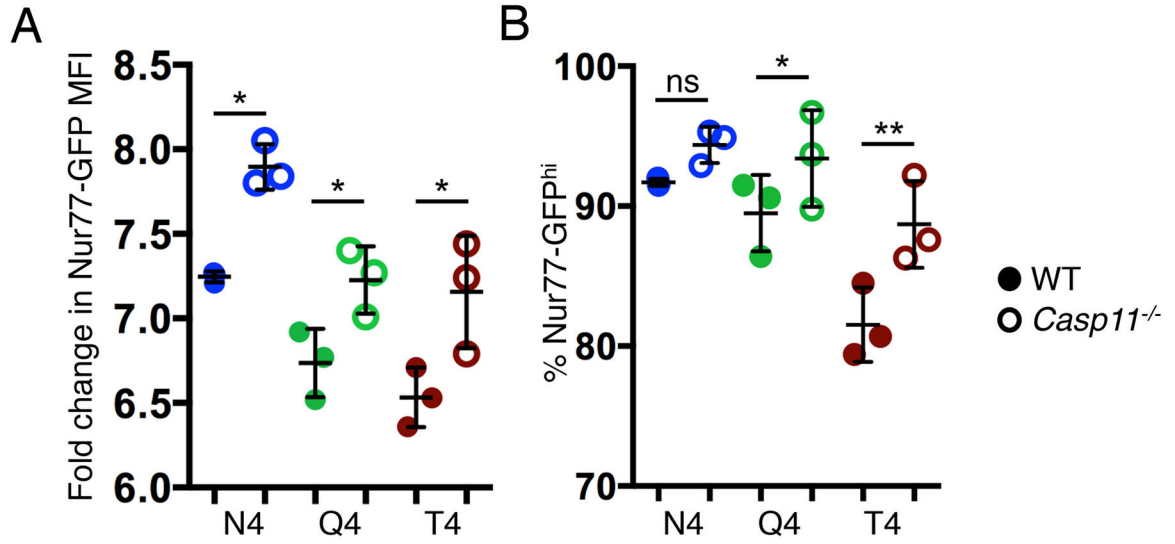 A
Fold change in Nur77-GFP MFI
8.5
8.0
7.5
7.0
6.5
6.0
*
*
*
N4
Q4
T4
B
% Nur77-GFPhi
100
90
80
70
ns
*
**
N4
Q4
T4
WT
Casp11-/-